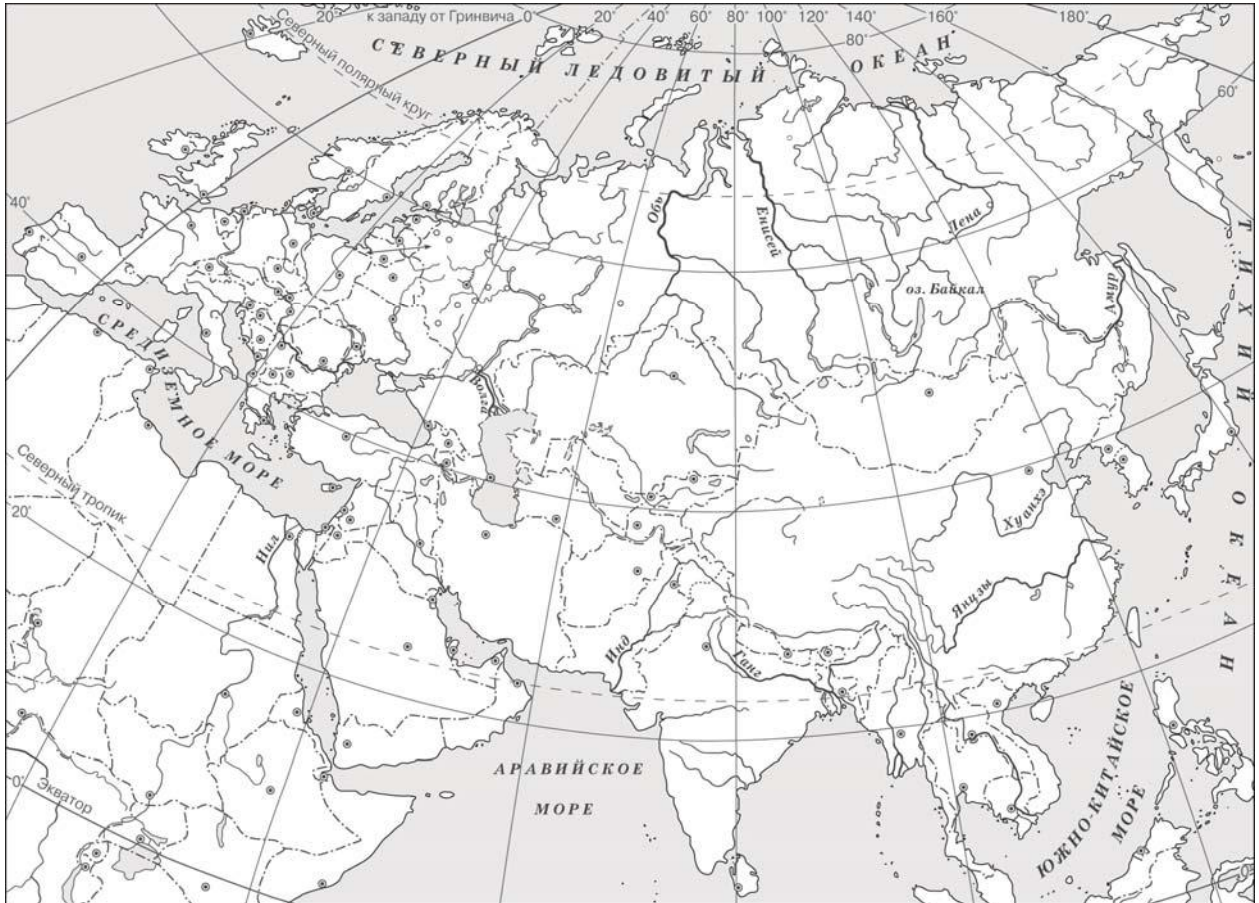 20° к западу от Гринвича 0° 20° 40° 60° 80° 100° 120° 140° 160° 180°
80°
60°
40°
20°
0°
0°
Северный полярный круг
СЕВЕРНЫЙ ЛЕДОВИТЫЙ ОКЕАН
Обь
Енисей
Лена
оз. Байкал
Амур
ТИХИЙ ОКЕАН
СРЕДИЗЕМНОЕ МОРЕ
Волга
Северный тропик
Нил
Хуанхэ
Янцзы
Инд
Ганг
АРАВИЙСКОЕ
МОРЕ
ЮЖНО-КИТАЙСКОЕ
МОРЕ
Экватор